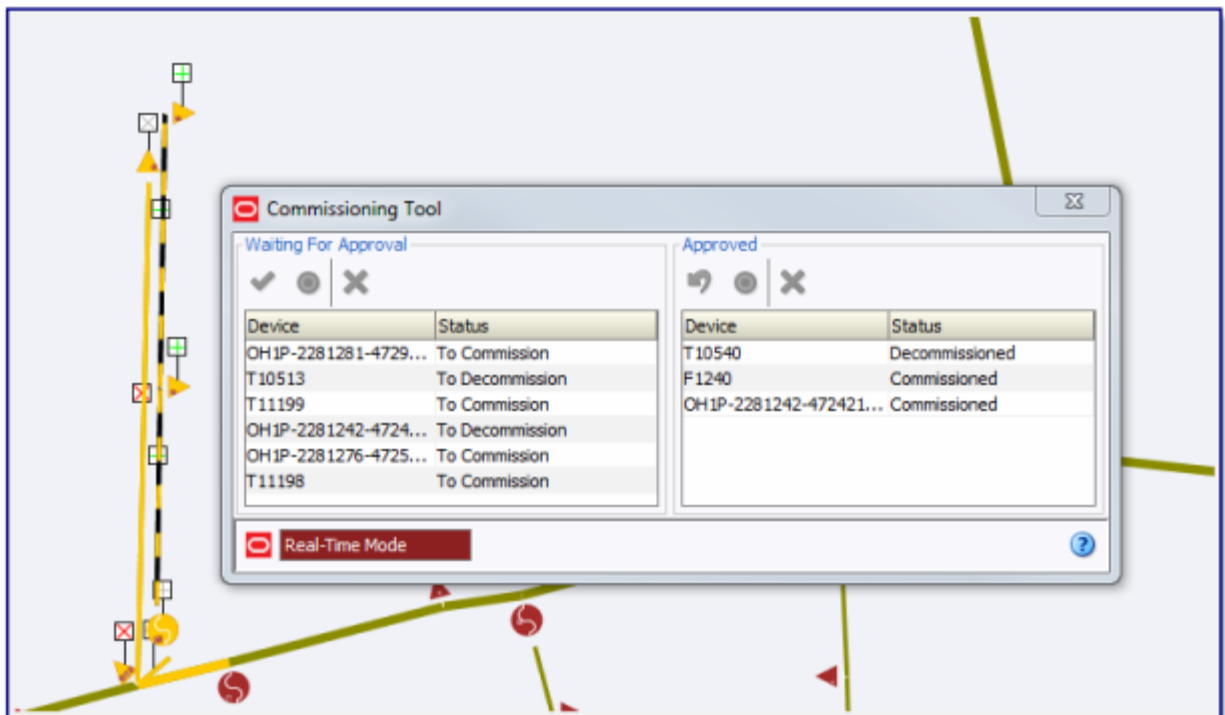 Commissioning Tool
Waiting For Approval
Device Status
OH1P-2281281-4729... To Commission
T10513 To Decommission
T11199 To Commission
OH1P-2281242-4724... To Decommission
OH1P-2281276-4725... To Commission
T11198 To Commission
Approved
Device Status
T10540 Decommissioned
F1240 Commissioned
OH1P-2281242-472421... Commissioned
Real-Time Mode